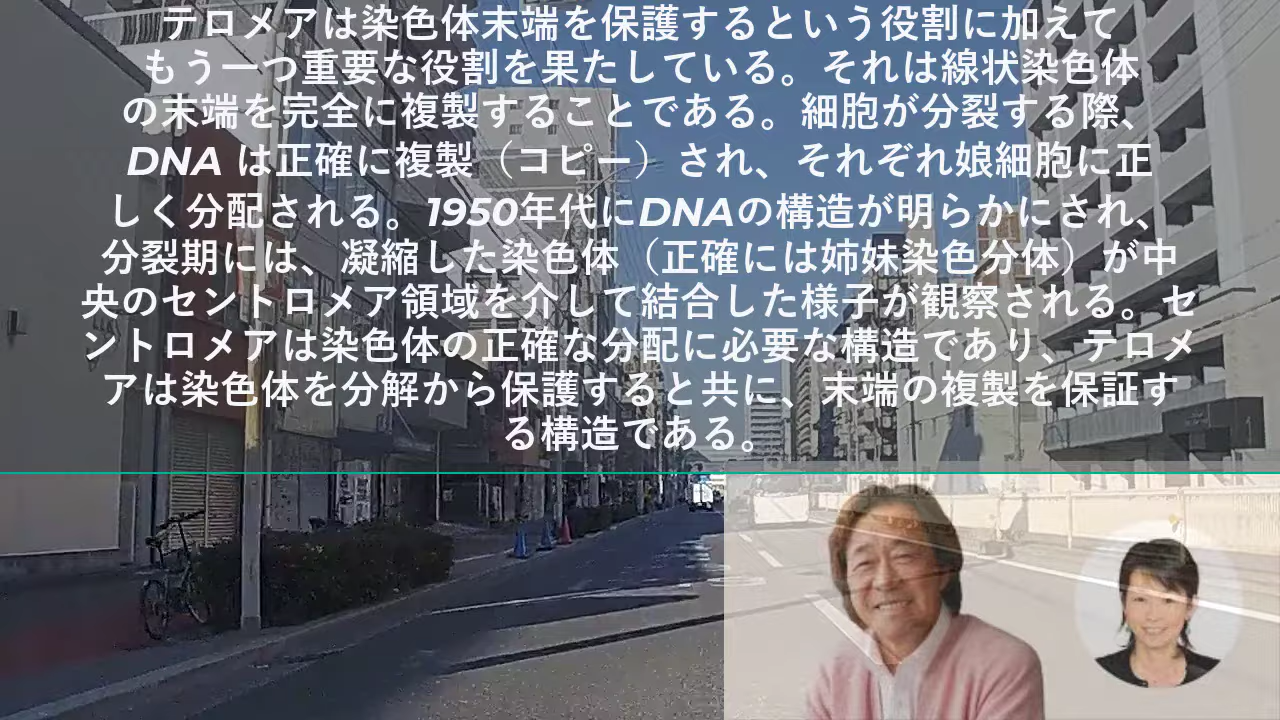 テロメアは染色体末端を保護するという役割に加えて
もう一つ重要な役割を果たしている。それは線状染色体
の末端を完全に複製することである。細胞が分裂する際、
DNA は正確に複製（コピー）され、それぞれ娘細胞に正
しく分配される。1950年代にDNAの構造が明らかにされ、
分裂期には、凝縮した染色体（正確には姉妹染色分体）が中
央のセントロメア領域を介して結合した様子が観察される。セ
ントロメアは染色体の正確な分配に必要な構造であり、テロメ
アは染色体を分解から保護すると共に、末端の複製を保証す
る構造である。